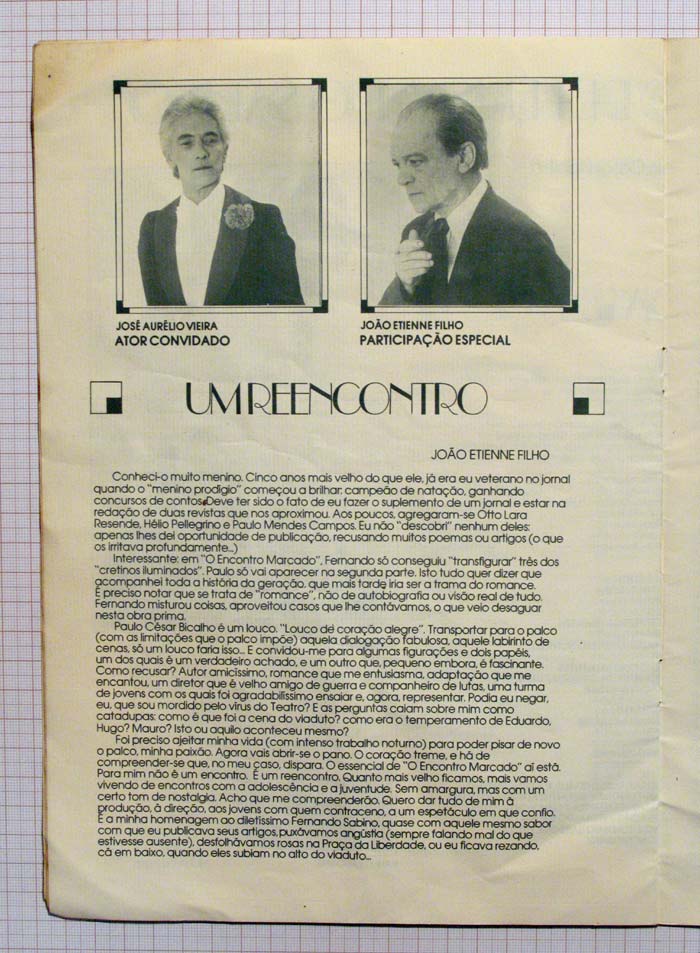 JOSÉ AURÉLIO VIEIRA
ATOR CONVIDADO
JOÃO ETIENNE FILHO
PARTICIPAÇÃO ESPECIAL
UM REENCONTRO
JOÃO ETIENNE FILHO
Conheci-o muito menino. Cinco anos mais velho do que ele, já era eu veterano no jornal
quando o "menino prodígio" começou a brilhar: campeão de natação, ganhando
concursos de contos. Deve ter sido o fato de eu fazer o suplemento de um jornal e estar na
redação de duas revistas que nos aproximou. Aos poucos, agregaram-se Otto Lara
Resende, Hélio Pellegrino e Paulo Mendes Campos. Eu não "descobri" nenhum deles:
apenas lhes dei oportunidade de publicação, recusando muitos poemas ou artigos (o que
os irritava profundamente...)
Interessante: em "O Encontro Marcado", Fernando só conseguiu "transfigurar" três dos
"cretinos iluminados". Paulo só vai aparecer na segunda parte. Isto tudo quer dizer que
acompanhei toda a história da geração, que mais tarde iria ser a trama do romance.
É preciso notar que se trata de "romance", não de autobiografia ou visão real de tudo.
Fernando misturou coisas, aproveitou casos que lhe contávamos, o que veio desaguar
nesta obra prima.
Paulo César Bicalho é um louco. "Louco de coração alegre". Transportar para o palco
(com as limitações que o palco impõe) aquela dialogação fabulosa, aquele labirinto de
cenas, só um louco faria isso... E convidou-me para algumas figurações e dois papéis,
um dos quais é um verdadeiro achado, e um outro que, pequeno embora, é fascinante.
Como recusar? Autor amicíssimo, romance que me entusiasma, adaptação que me
encantou, um diretor que é velho amigo de guerra e companheiro de lutas, uma turma
de jovens com os quais foi agradabilíssimo ensaiar e, agora, representar. Podia eu negar,
eu, que sou mordido pelo virus do Teatro? E as perguntas caiam sobre mim como
catadupas: como é que foi a cena do viaduto? como era o temperamento de Eduardo,
Hugo? Mauro? Isto ou aquilo aconteceu mesmo?
Foi preciso ajeitar minha vida (com intenso trabalho noturno) para poder pisar de novo
o palco, minha paixão. Agora vais abrir-se o pano. O coração treme, e há de
compreender-se que, no meu caso, dispara. O essencial de "O Encontro Marcado" aí está.
Para mim não é um encontro. É um reencontro. Quanto mais velho ficamos, mais vamos
vivendo de encontros com a adolescência e a juventude. Sem amargura, mas com um
certo tom de nostalgia. Acho que me compreenderão. Quero dar tudo de mim à
produção, à direção, aos jovens com quem contraceno, a um espetáculo em que confio.
É a minha homenagem ao diletíssimo Fernando Sabino, quase com aquele mesmo sabor
com que eu publicava seus artigos, puxávamos angústia (sempre falando mal do que
estivesse ausente), desfolhávamos rosas na Praça da Liberdade, ou eu ficava rezando,
cá em baixo, quando eles subiam no alto do viaduto...